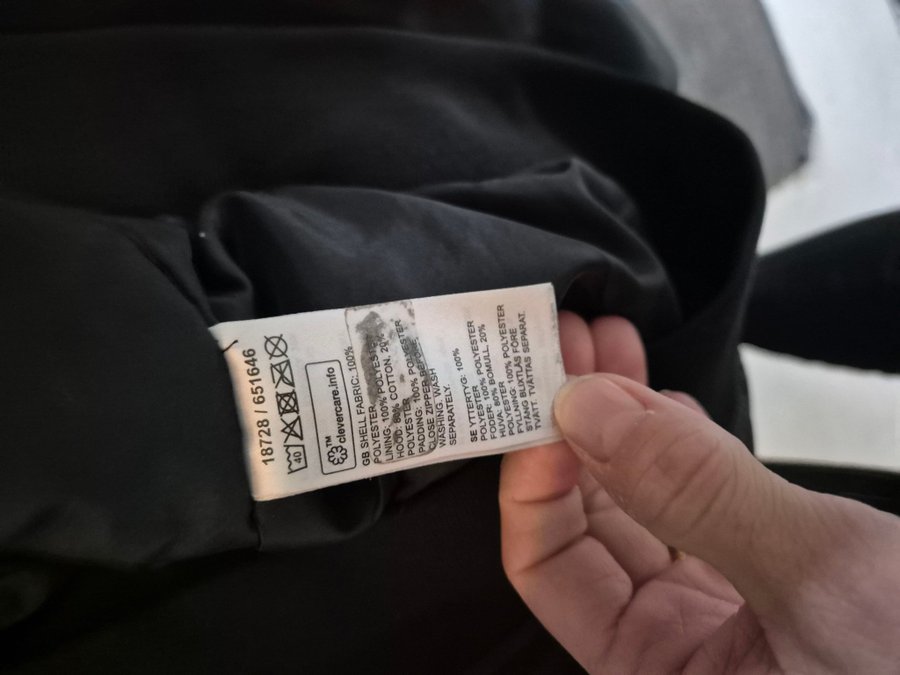 18728 / 651646
40
TM
clevercare.info
GB SHELL FABRIC: 100%
POLYESTER
LINING: 100% POLYESTER
HOOD: 80% COTTON, 20%
POLYESTER
PADDING: 100% POLYESTER
CLOSE ZIPPER BEFORE
WASHING. WASH
SEPARATELY.
SE YTTERTYG: 100%
POLYESTER
FODER: 100% POLYESTER
HUVA: 80% BOMULL, 20%
POLYESTER
FYLLNING: 100% POLYESTER
STÄNG BLIXTLÅS FÖRE
TVÄTT. TVÄTTAS SEPARAT.